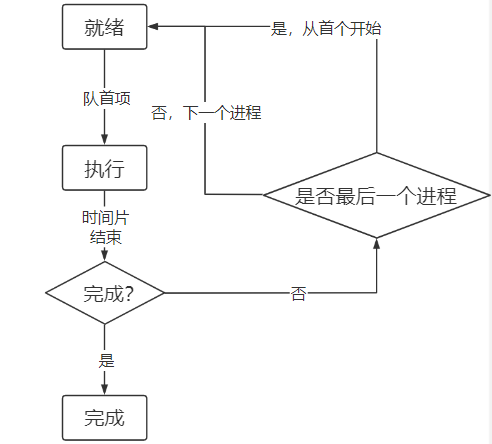 就绪
是，从首个开始
队首项
否，下一个进程
执行
是否最后一个进程
时间片
结束
完成？
否
是
完成